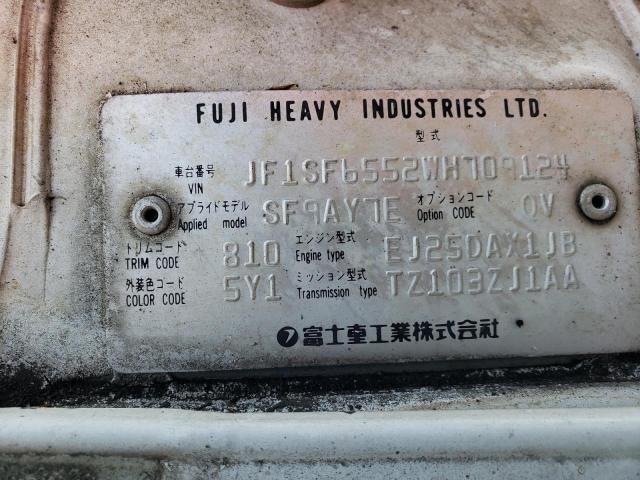 FUJI HEAVY INDUSTRIES LTD.
型式
車台番号 VIN JF1SF6552WH709124
アプライドモデル Applied model SF9AY7E オプションコード Option CODE QV
トリムコード TRIM CODE 810 エンジン型式 Engine type EJ25DAX1JB
外装色コード COLOR CODE 5Y1 ミッション型式 Transmission type TZ103ZJ1AA
富士重工業株式会社